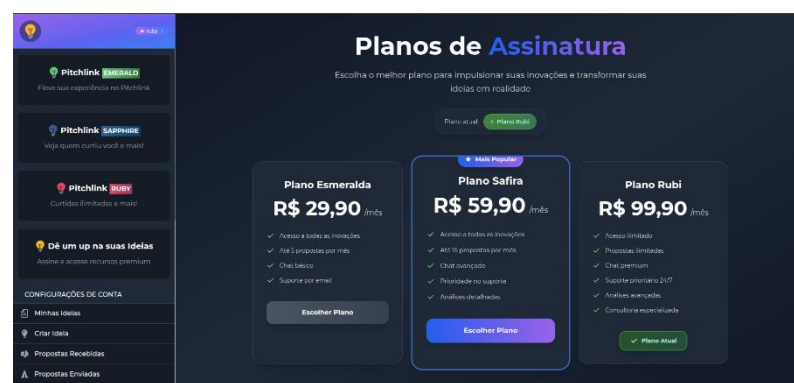 ruby
Pitchlink EMERALD
Eleve sua experiência no Pitchlink
Pitchlink SAPPHIRE
Veja quem curtiu você e mais!
Pitchlink RUBY
Curtidas ilimitadas e mais!
Dê um up na suas Ideias
Assine e acesse recursos premium
CONFIGURAÇÕES DE CONTA
Minhas Ideias
Criar Ideia
Propostas Recebidas
Propostas Enviadas
Planos de Assinatura
Escolha o melhor plano para impulsionar suas inovações e transformar suas
ideias em realidade
Plano atual: Plano Rubi
Plano Esmeralda
R$ 29,90 /mês
Acesso a todas as inovações
Até 5 propostas por mês
Chat básico
Suporte por email
Escolher Plano
Mais Popular
Plano Safira
R$ 59,90 /mês
Acesso a todas as inovações
Até 15 propostas por mês
Chat avançado
Prioridade no suporte
Análises detalhadas
Escolher Plano
Plano Rubi
R$ 99,90 /mês
Acesso ilimitado
Propostas ilimitadas
Chat premium
Suporte prioritário 24/7
Análises avançadas
Consultoria especializada
Plano Atual